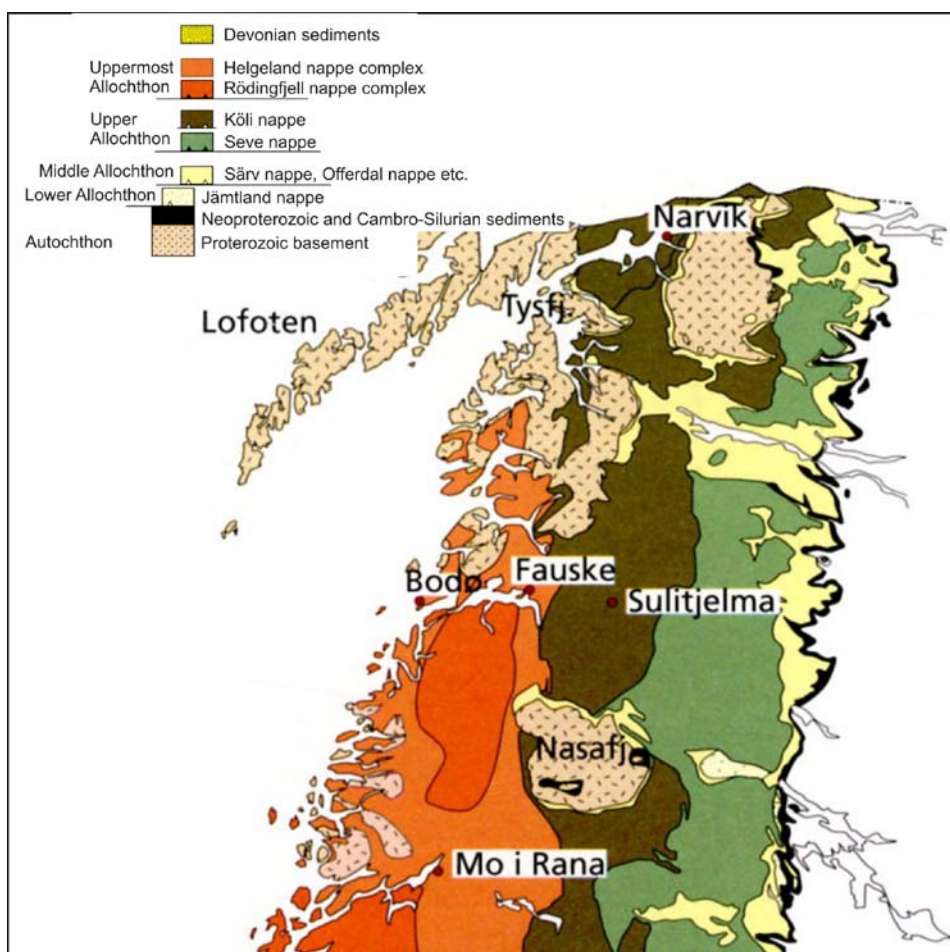 Devonian sediments
Uppermost Helgeland nappe complex
Allochthon Rödingfjell nappe complex
Upper Köli nappe
Allochthon Seve nappe
Middle Allochthon Särv nappe, Offerdal nappe etc.
Lower Allochthon Jämtland nappe
Neoproterozoic and Cambro-Silurian sediments
Autochthon Proterozoic basement
Narvik
Tysfj.
Lofoten
Fauske
Bodø
Sulitjelma
Nasafj.
Mo i Rana